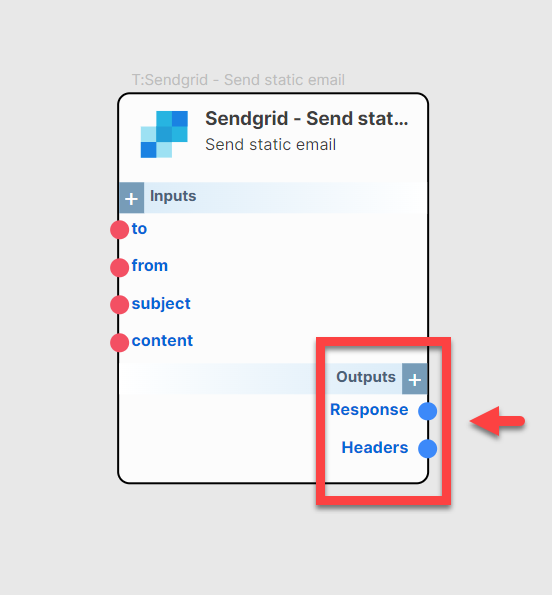 T:Sendgrid - Send static email
Sendgrid - Send stat...
Send static email
+ Inputs
to
from
subject
content
Outputs +
Response
Headers